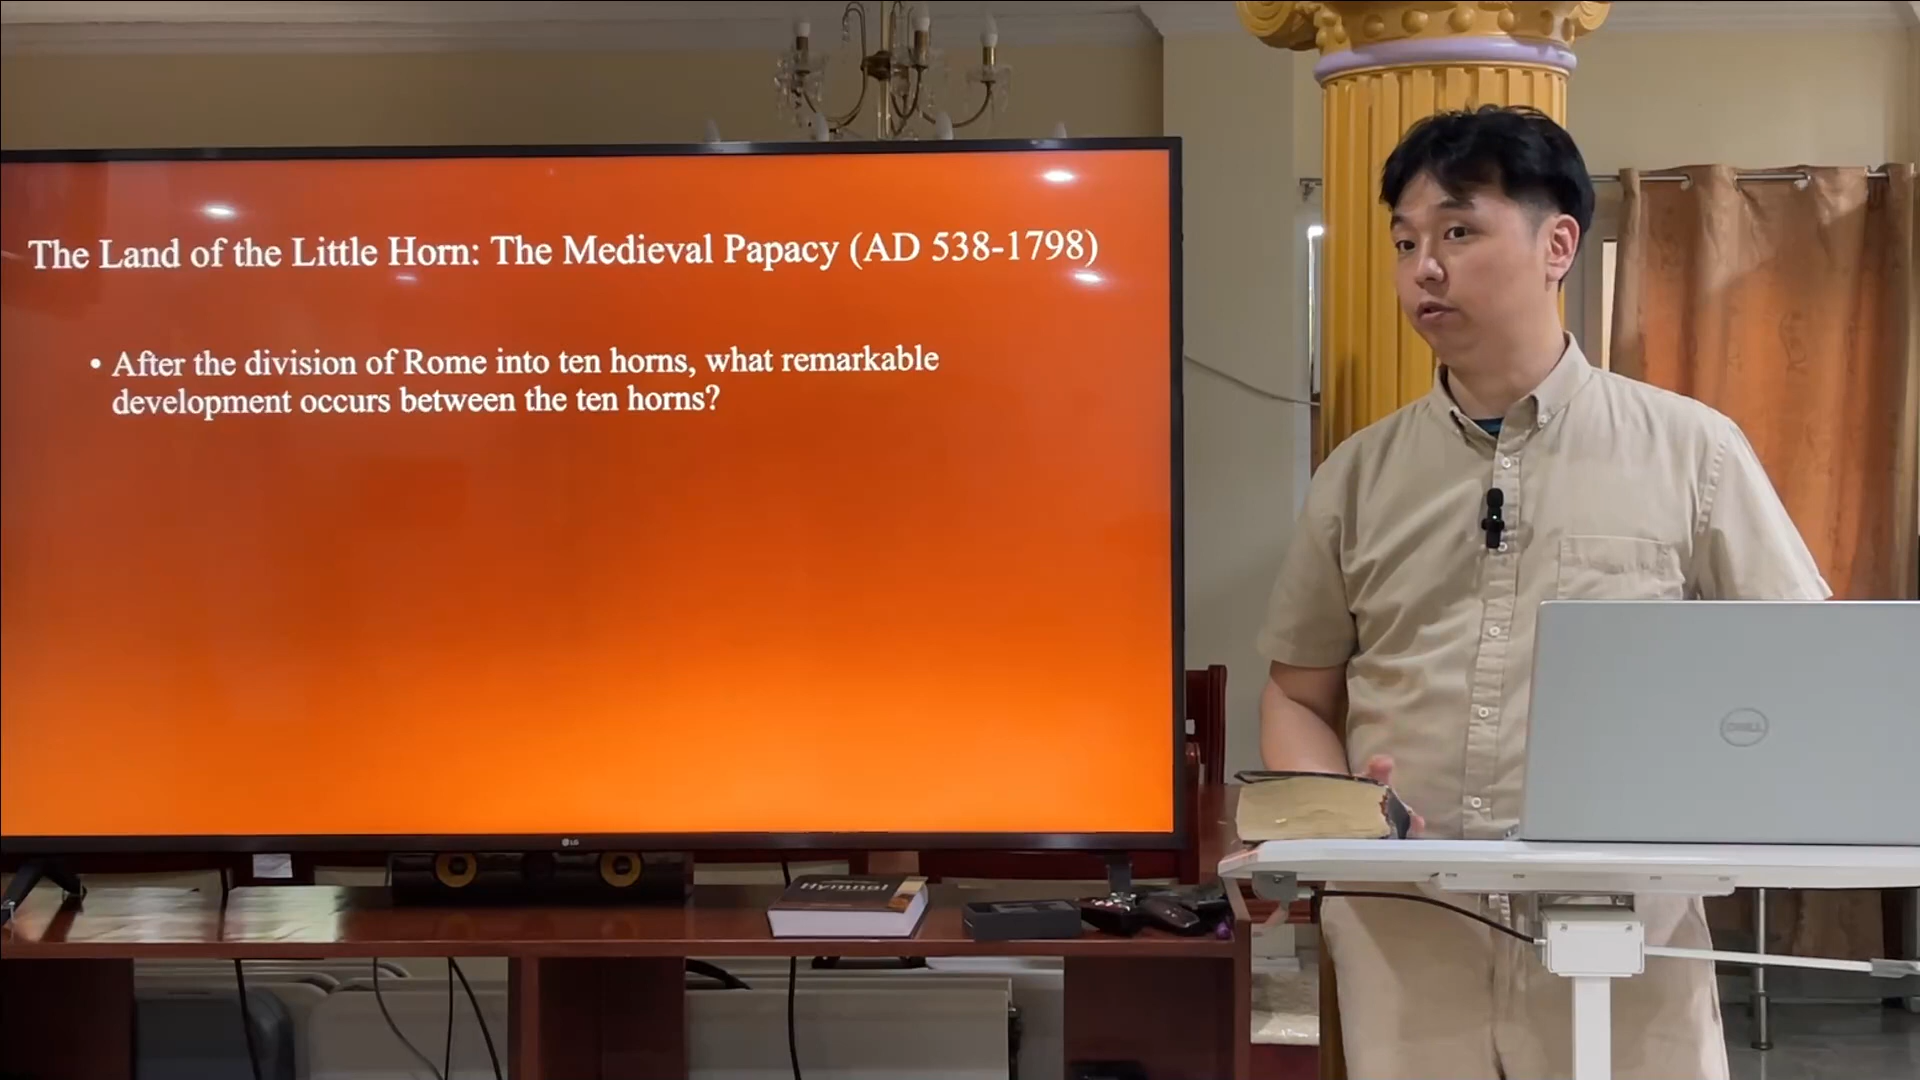 The Land of the Little Horn: The Medieval Papacy (AD 538-1798)
• After the division of Rome into ten horns, what remarkable
development occurs between the ten horns?
LG
Hymnal
DELL